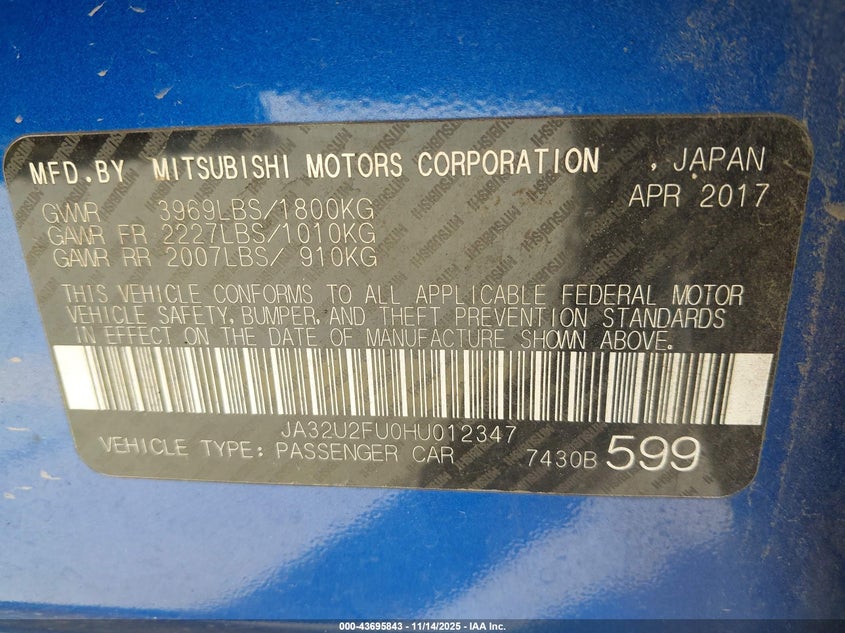 MFD.BY MITSUBISHI MOTORS CORPORATION , JAPAN
APR 2017
GVWR 3969LBS/1800KG
GAWR FR 2227LBS/1010KG
GAWR RR 2007LBS/ 910KG
THIS VEHICLE CONFORMS TO ALL APPLICABLE FEDERAL MOTOR
VEHICLE SAFETY, BUMPER, AND THEFT PREVENTION STANDARDS
IN EFFECT ON THE DATE OF MANUFACTURE SHOWN ABOVE.
JA32U2FU0HU012347
VEHICLE TYPE: PASSENGER CAR 7430B 599
000-43695843 - 11/14/2025 - IAA Inc.